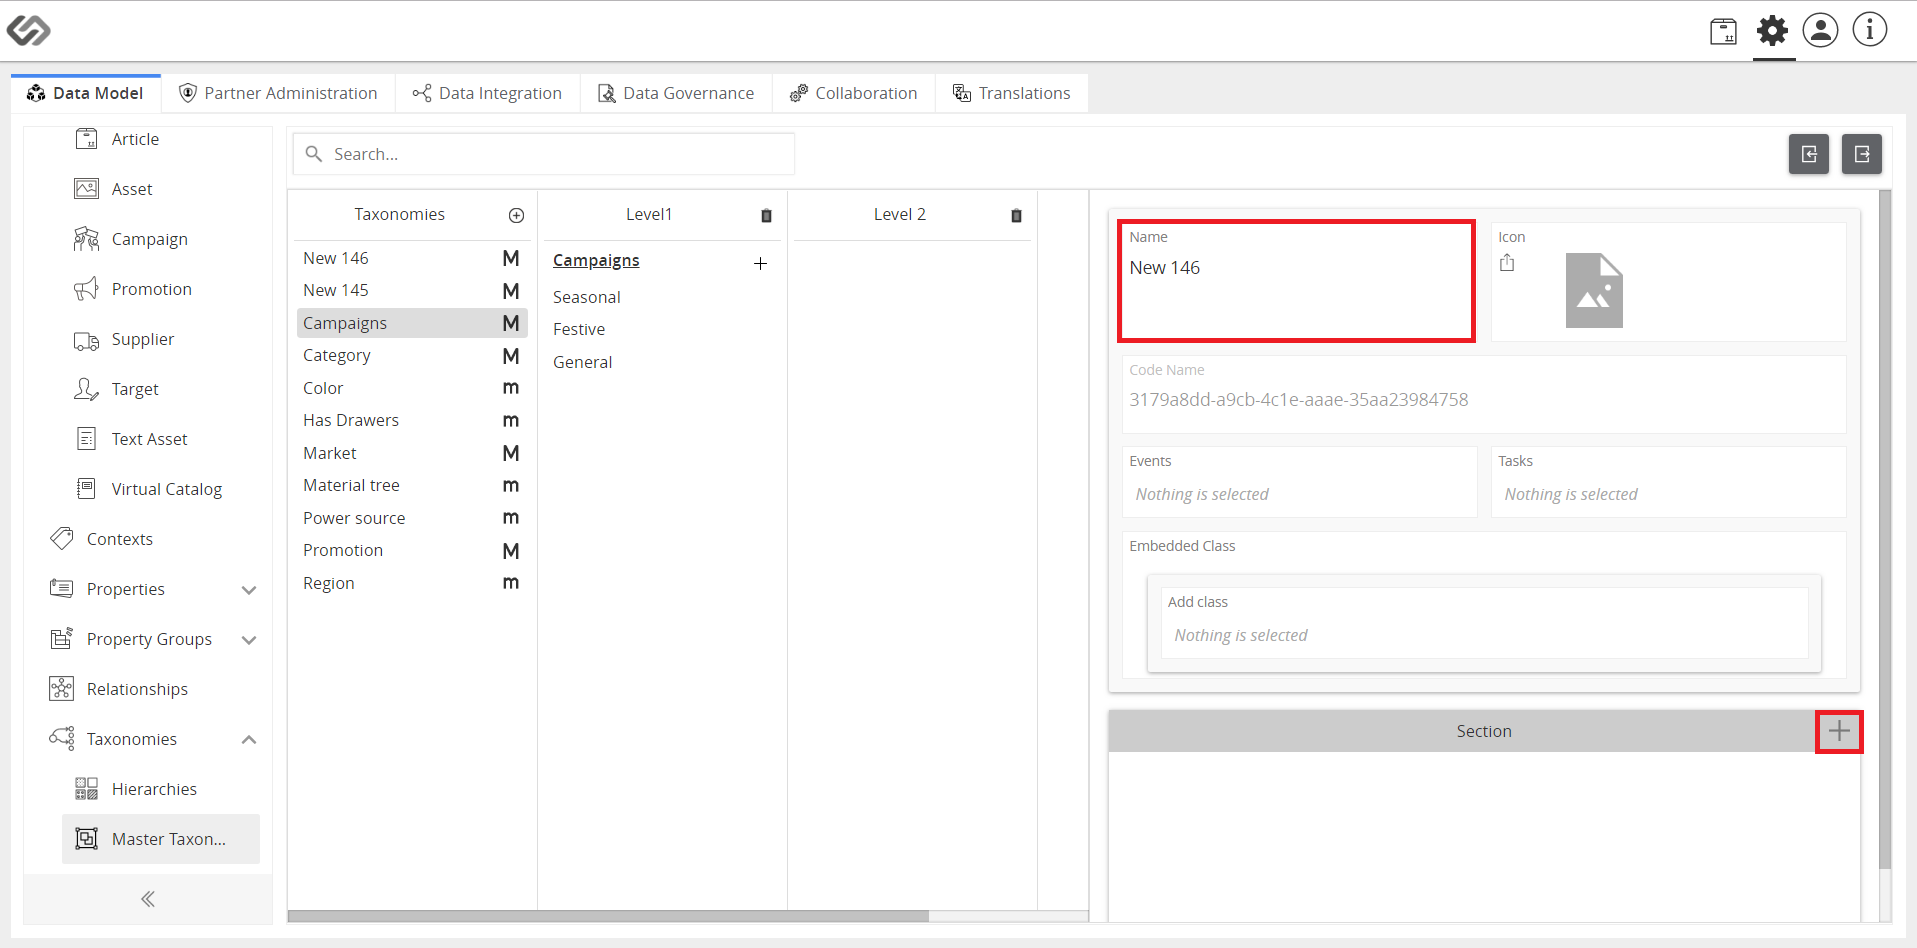 Data Model
Partner Administration
Data Integration
Data Governance
Collaboration
Translations
Article
Asset
Campaign
Promotion
Supplier
Target
Text Asset
Virtual Catalog
Contexts
Properties
Property Groups
Relationships
Taxonomies
Hierarchies
Master Taxon...
Search...
Taxonomies
New 146 M
New 145 M
Campaigns M
Category M
Color m
Has Drawers m
Market M
Material tree m
Power source m
Promotion M
Region m
Level1
Campaigns
Seasonal
Festive
General
Level 2
Name
New 146
Icon
Code Name
3179a8dd-a9cb-4c1e-aaae-35aa23984758
Events
Nothing is selected
Tasks
Nothing is selected
Embedded Class
Add class
Nothing is selected
Section